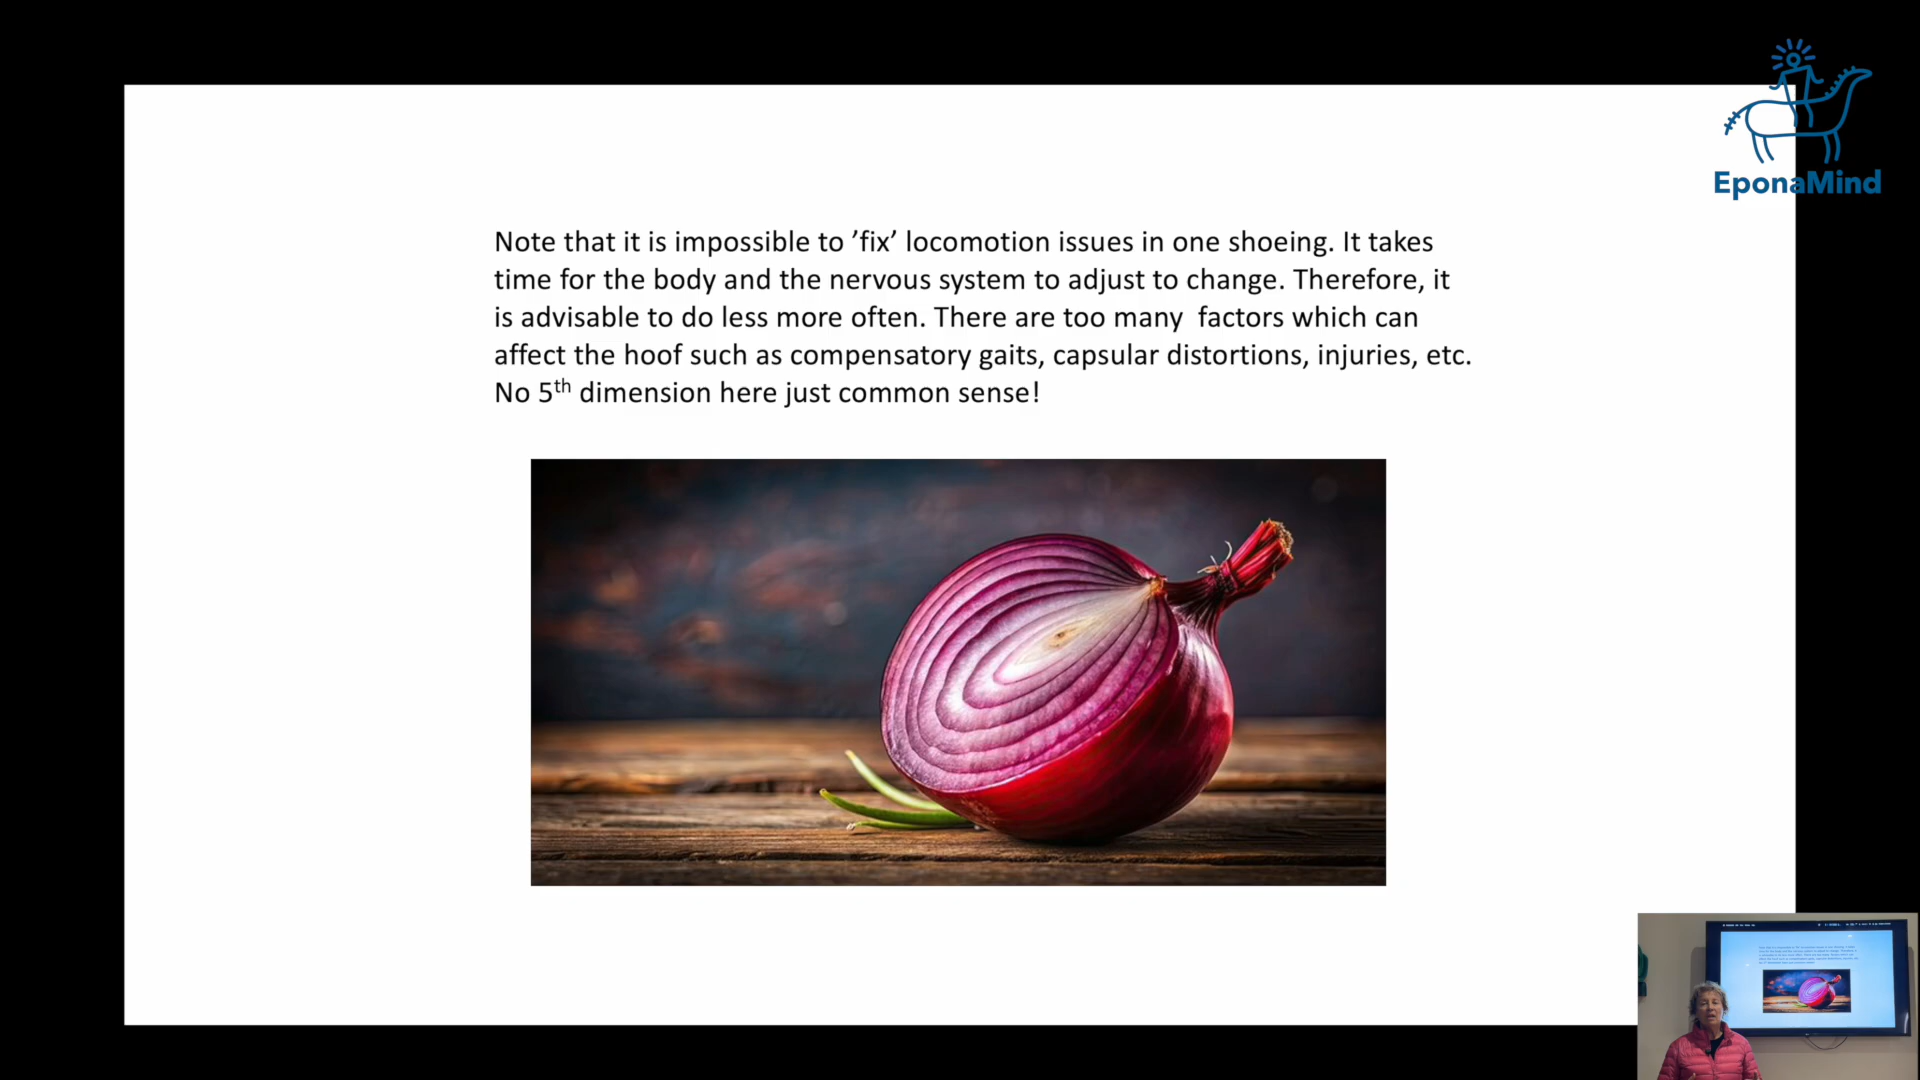 EponaMind
Note that it is impossible to ’fix’ locomotion issues in one shoeing. It takes
time for the body and the nervous system to adjust to change. Therefore, it
is advisable to do less more often. There are too many  factors which can
affect the hoof such as compensatory gaits, capsular distortions, injuries, etc.
No 5th dimension here just common sense!